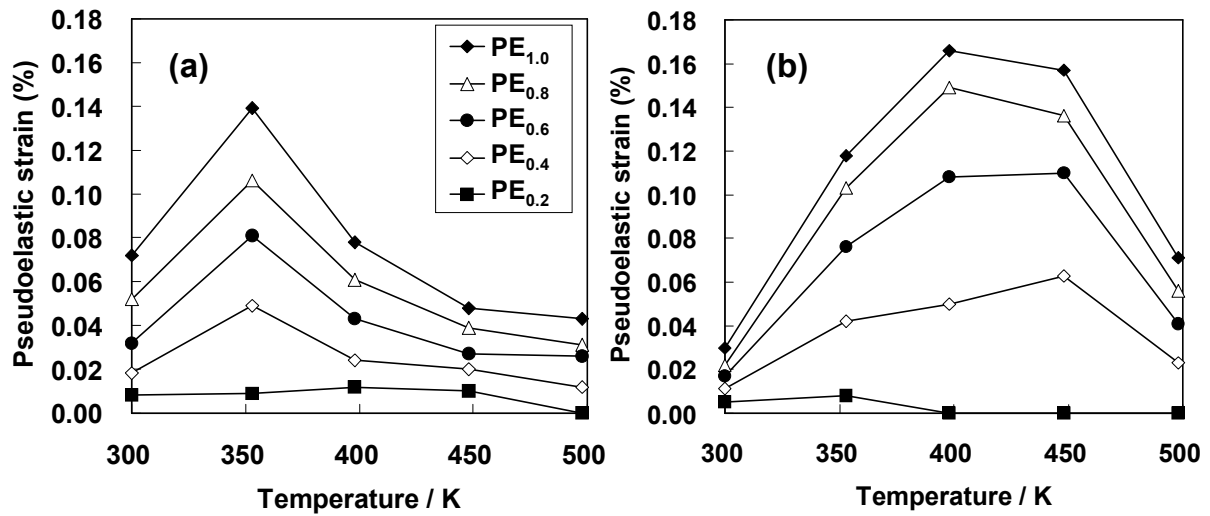 Pseudoelastic strain (%)
0.18
0.16
0.14
0.12
0.10
0.08
0.06
0.04
0.02
0.00
(a)
PE1.0
PE0.8
PE0.6
PE0.4
PE0.2
300 350 400 450 500
Temperature / K
Pseudoelastic strain (%)
0.18
0.16
0.14
0.12
0.10
0.08
0.06
0.04
0.02
0.00
(b)
300 350 400 450 500
Temperature / K